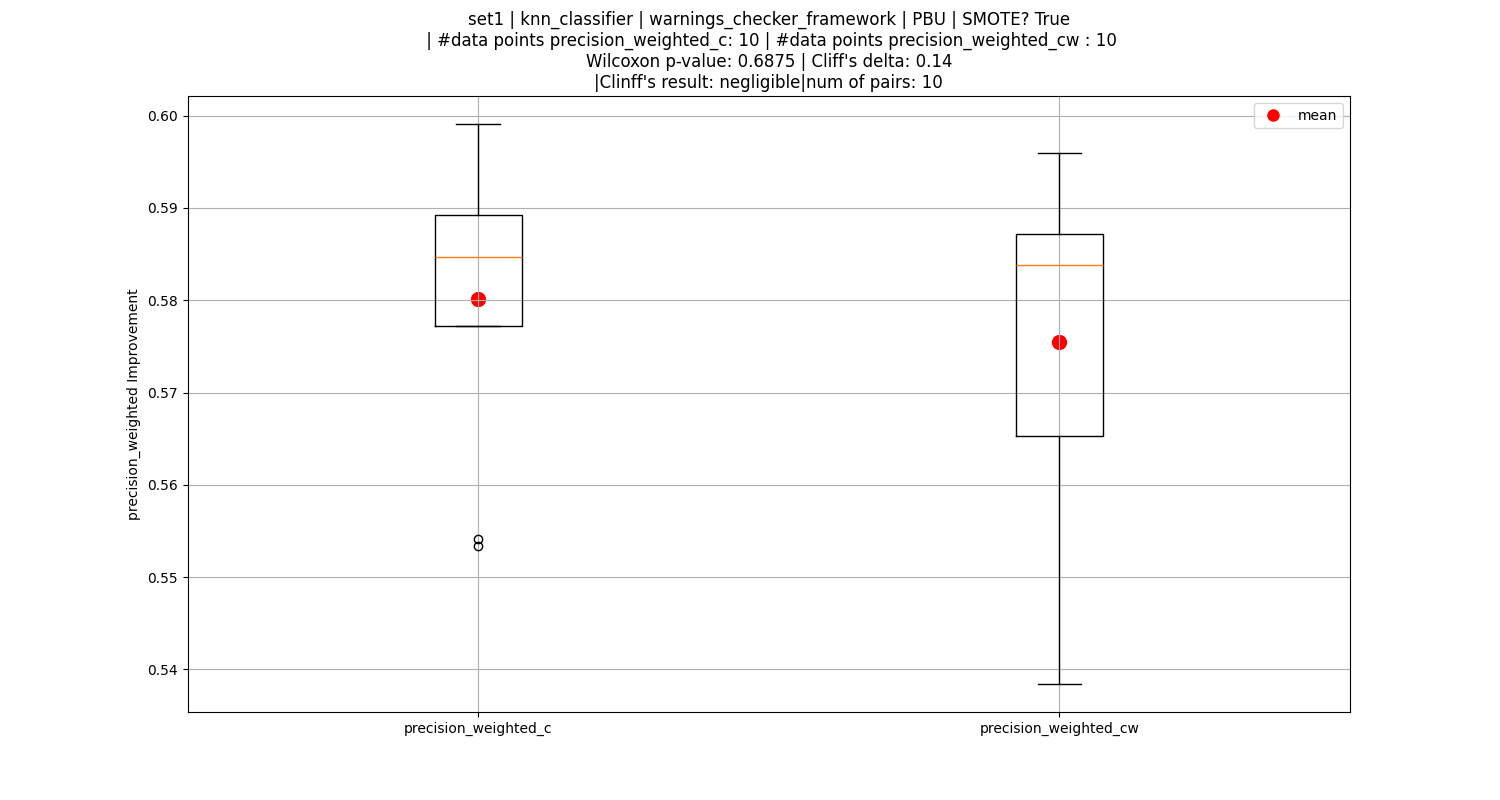 set1 | knn_classifier | warnings_checker_framework | PBU | SMOTE? True
| #data points precision_weighted_c: 10 | #data points precision_weighted_cw : 10
Wilcoxon p-value: 0.6875 | Cliff's delta: 0.14
|Clinff's result: negligible|num of pairs: 10
mean
0.60
0.59
0.58
0.57
0.56
0.55
0.54
precision_weighted Improvement
precision_weighted_c
precision_weighted_cw